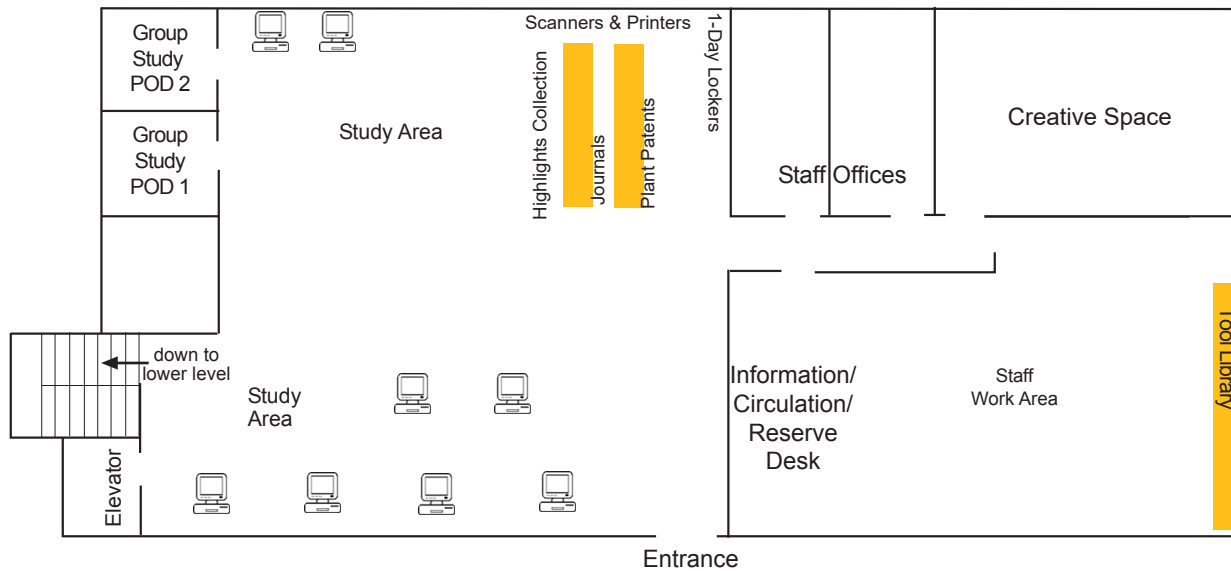 Group
Study
POD 2
Scanners & Printers
1-Day Lockers
Highlights Collection
Journals
Plant Patents
Study Area
Creative Space
Group
Study
POD 1
Staff Offices
down to
lower level
Study
Area
Information/
Circulation/
Reserve
Desk
Staff
Work Area
Tool Library
Elevator
Entrance